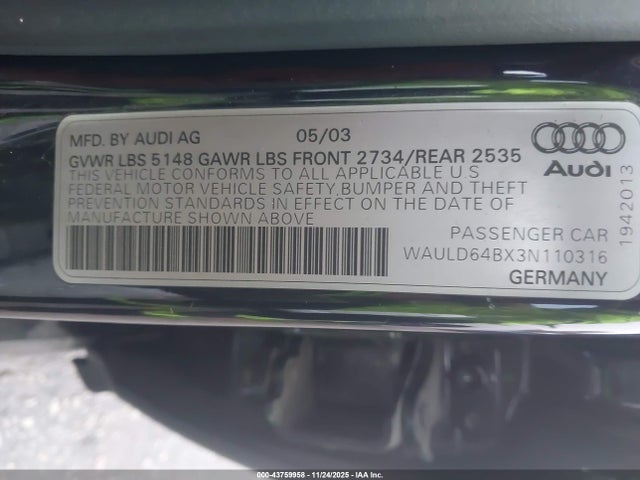 MFD. BY AUDI AG 05/03
GVWR LBS 5148 GAWR LBS FRONT 2734/REAR 2535
THIS VEHICLE CONFORMS TO ALL APPLICABLE U.S
FEDERAL MOTOR VEHICLE SAFETY,BUMPER AND THEFT
PREVENTION STANDARDS IN EFFECT ON THE DATE OF
MANUFACTURE SHOWN ABOVE
Audi
1942013
PASSENGER CAR
WAULD64BX3N110316
GERMANY
000-43759958 - 11/24/2025 - IAA Inc.